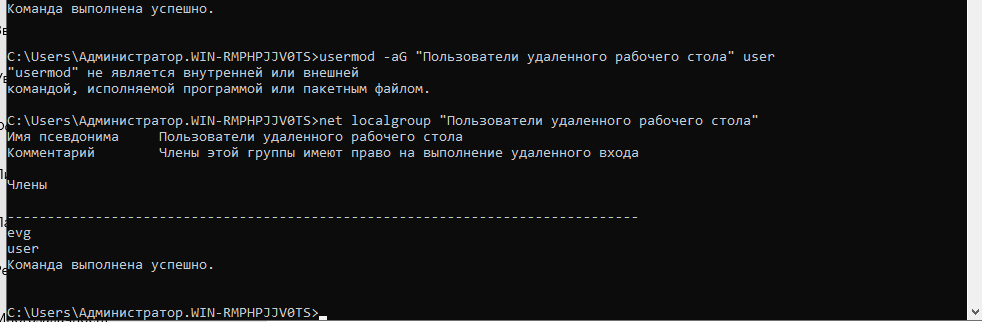 Команда выполнена успешно.
C:\Users\Администратор.WIN-RMPHPJJV0TS>usermod -aG "Пользователи удаленного рабочего стола" user
"usermod" не является внутренней или внешней
командой, исполняемой программой или пакетным файлом.
C:\Users\Администратор.WIN-RMPHPJJV0TS>net localgroup "Пользователи удаленного рабочего стола"
Имя псевдонима     Пользователи удаленного рабочего стола
Комментарий        Члены этой группы имеют право на выполнение удаленного входа
Члены
-------------------------------------------------------------------------------
evg
user
Команда выполнена успешно.
C:\Users\Администратор.WIN-RMPHPJJV0TS>